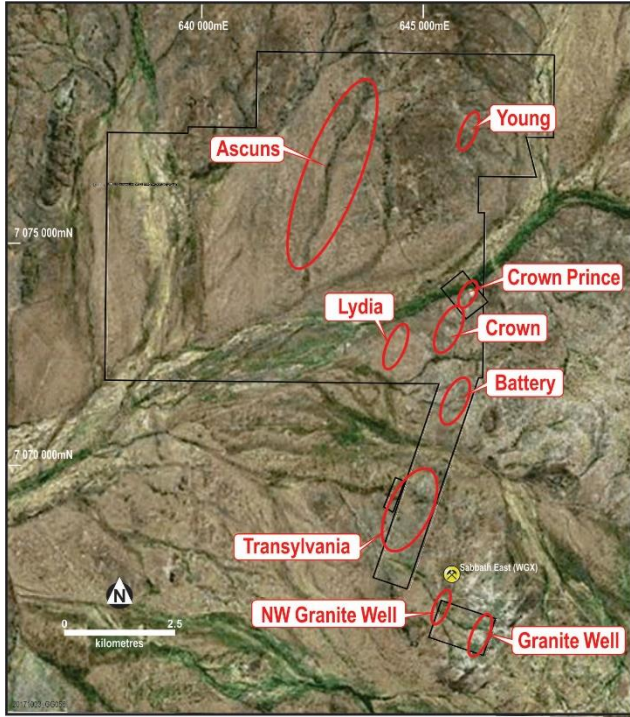 640 000mE
645 000mE
Young
Ascuns
7 075 000mN
Crown Prince
Lydia
Crown
Battery
7 070 000mN
Transylvania
Sabbath East (WGX)
N
NW Granite Well
2.5
0
kilometres
Granite Well